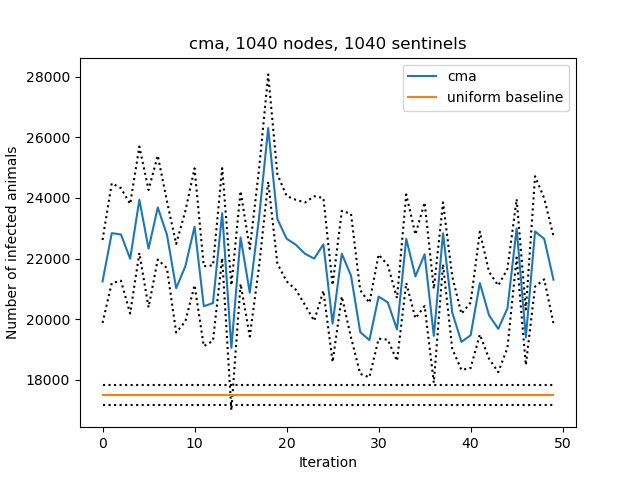 cma, 1040 nodes, 1040 sentinels
cma
uniform baseline
Number of infected animals
28000
26000
24000
22000
20000
18000
0 10 20 30 40 50
Iteration